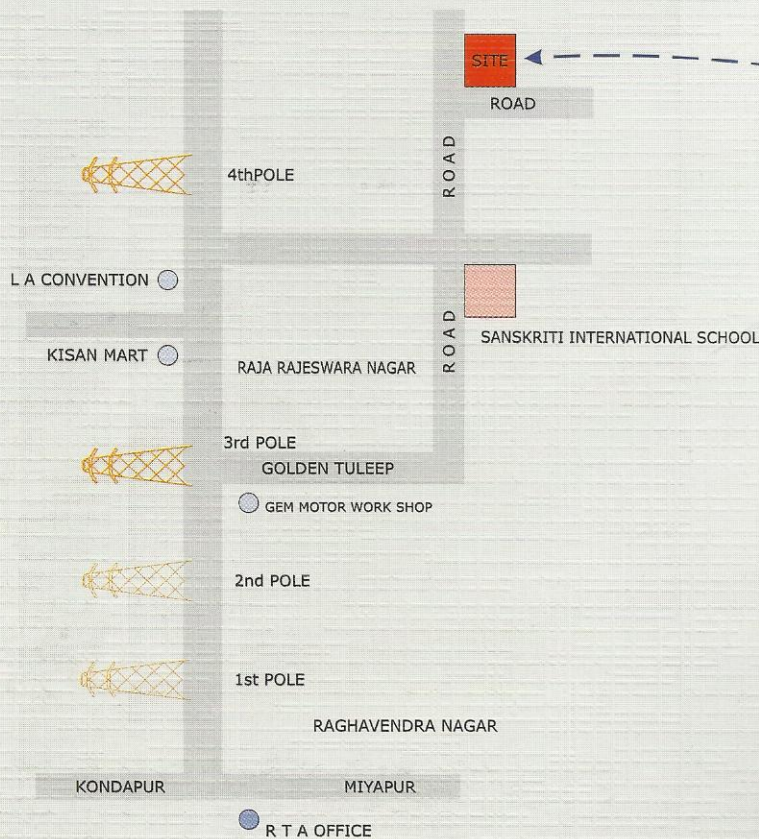 SITE
ROAD
ROAD
4thPOLE
L A CONVENTION
SANSKRITI INTERNATIONAL SCHOOL
ROAD
KISAN MART
RAJA RAJESWARA NAGAR
3rd POLE
GOLDEN TULEEP
GEM MOTOR WORK SHOP
2nd POLE
1st POLE
RAGHAVENDRA NAGAR
KONDAPUR
MIYAPUR
R T A OFFICE